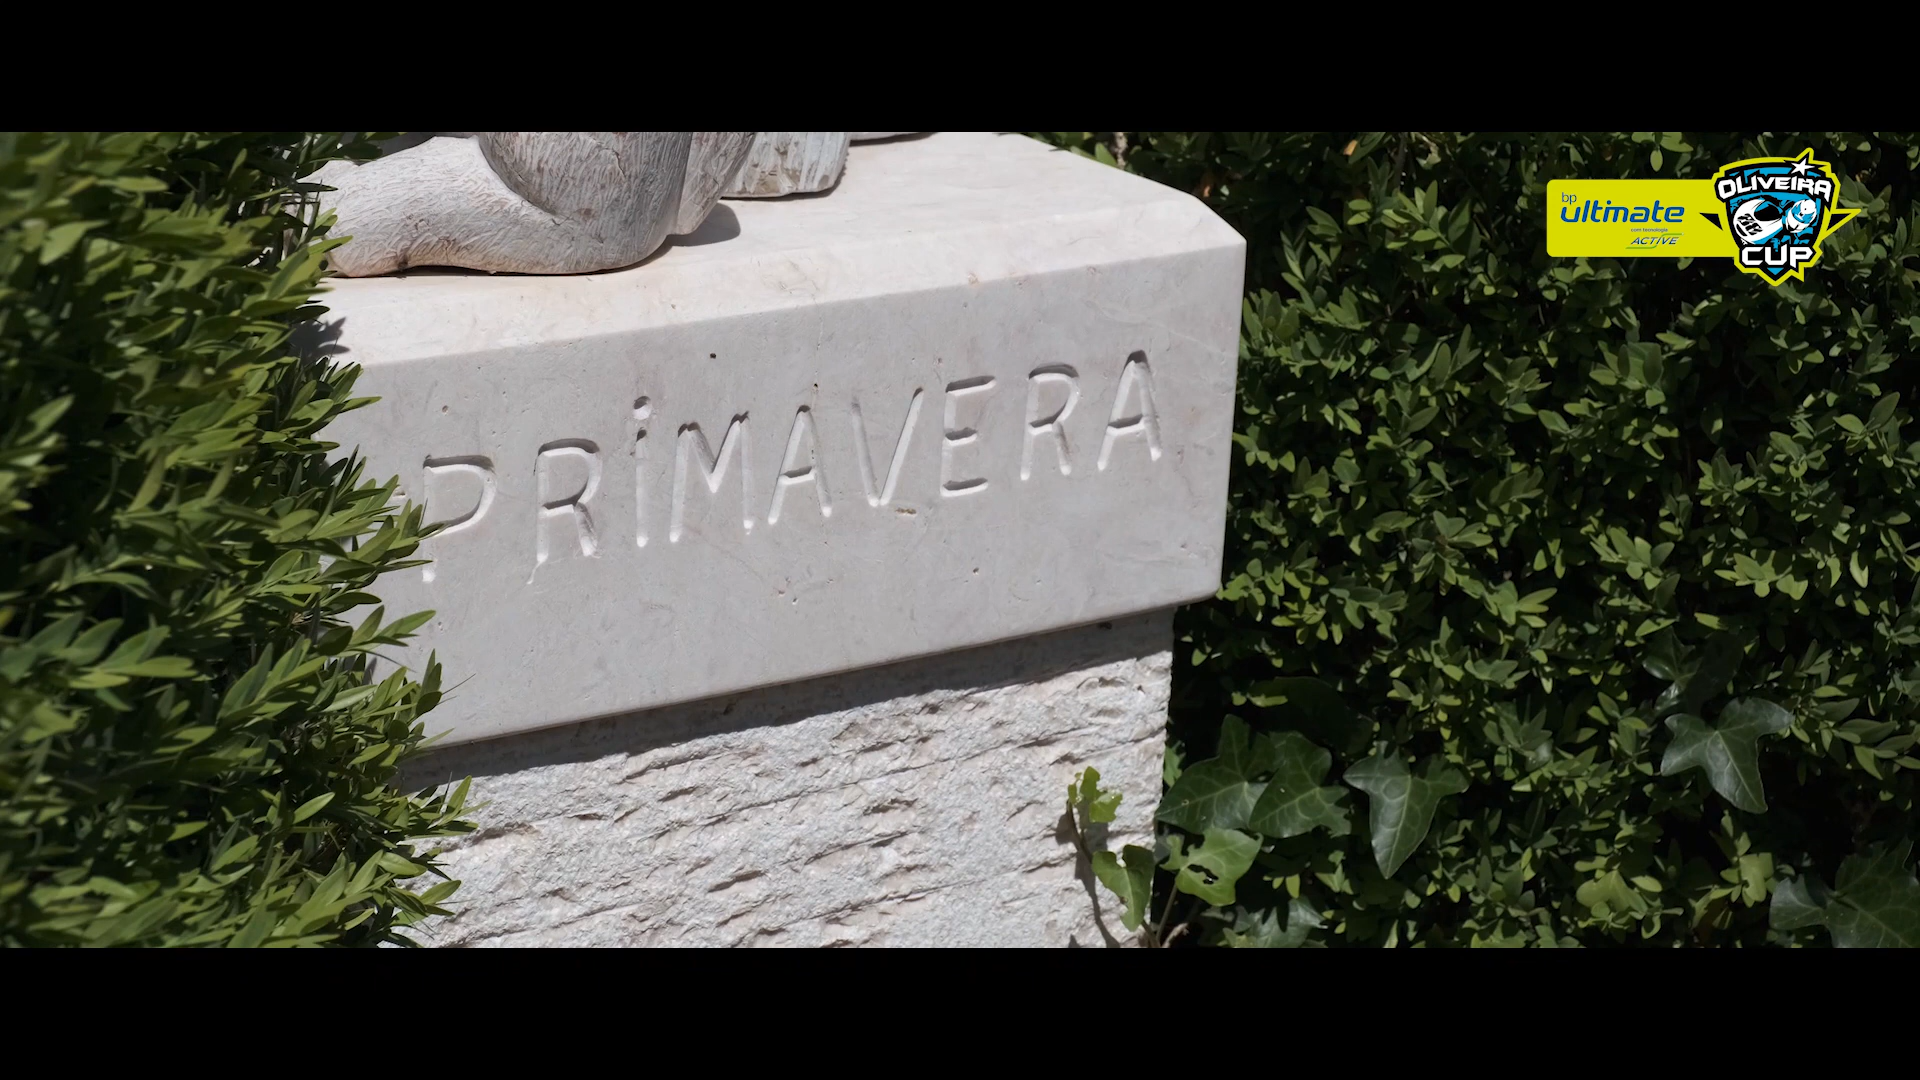 PRiMAVERA
bp
ultimate
com tecnologia
ACTIVE
OLIVEIRA
CUP